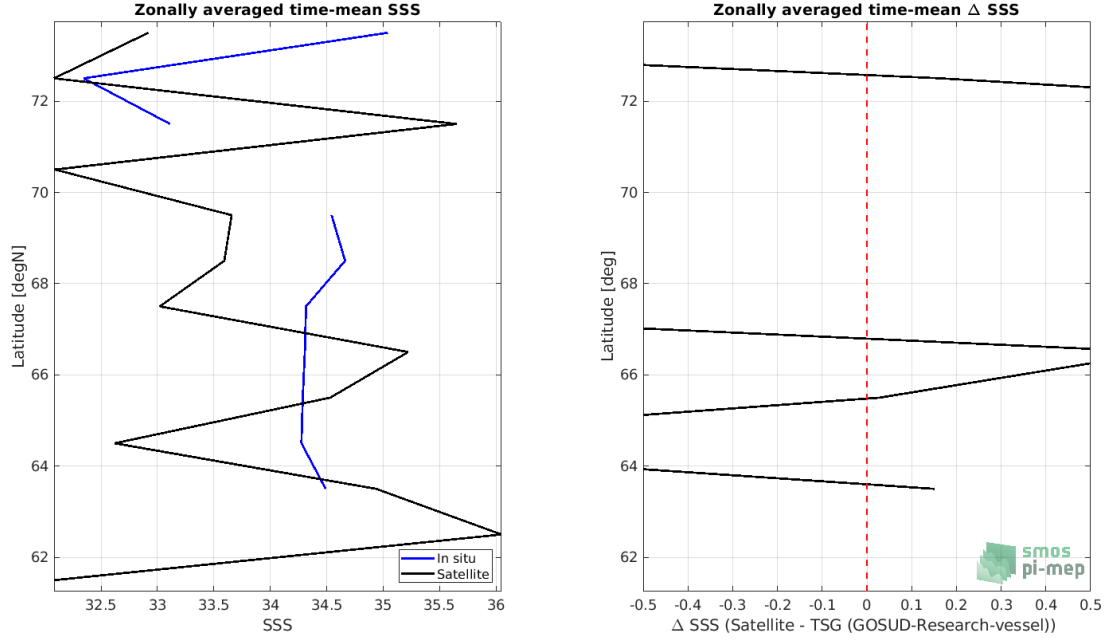 Zonally averaged time-mean SSS
Latitude [degN]
72
70
68
66
64
62
32.5 33 33.5 34 34.5 35 35.5 36
SSS
In situ
Satellite
Zonally averaged time-mean Δ SSS
Latitude [deg]
72
70
68
66
64
62
-0.5 -0.4 -0.3 -0.2 -0.1 0 0.1 0.2 0.3 0.4 0.5
Δ SSS (Satellite - TSG (GOSUD-Research-vessel))
smos
pi-mep